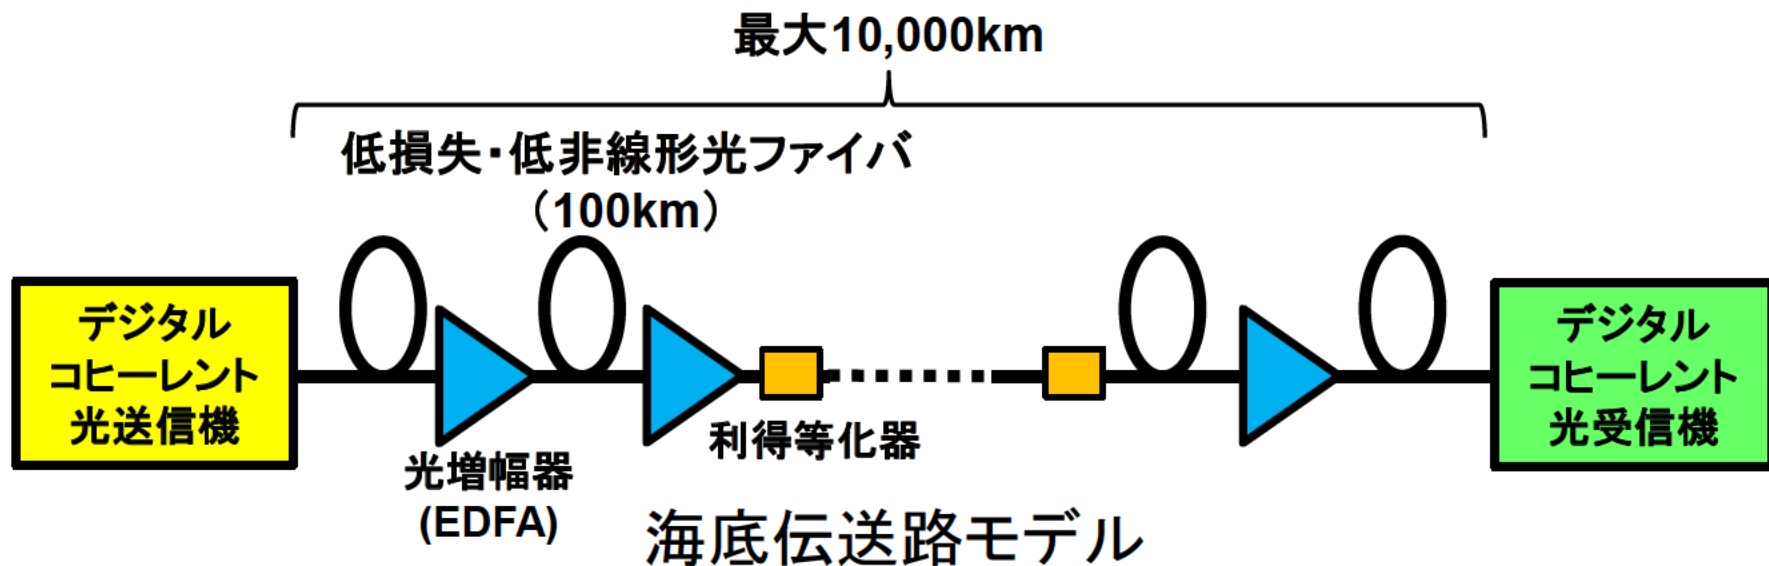 最大10,000km
低損失・低非線形光ファイバ
（100km）
デジタル
コヒーレント
光送信機
光増幅器
(EDFA)
利得等化器
デジタル
コヒーレント
光受信機
海底伝送路モデル